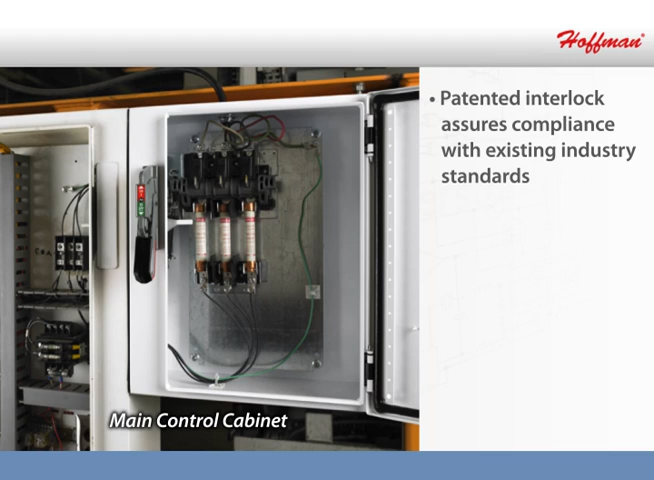 Hoffman®
• Patented interlock
assures compliance
with existing industry
standards
Main Control Cabinet